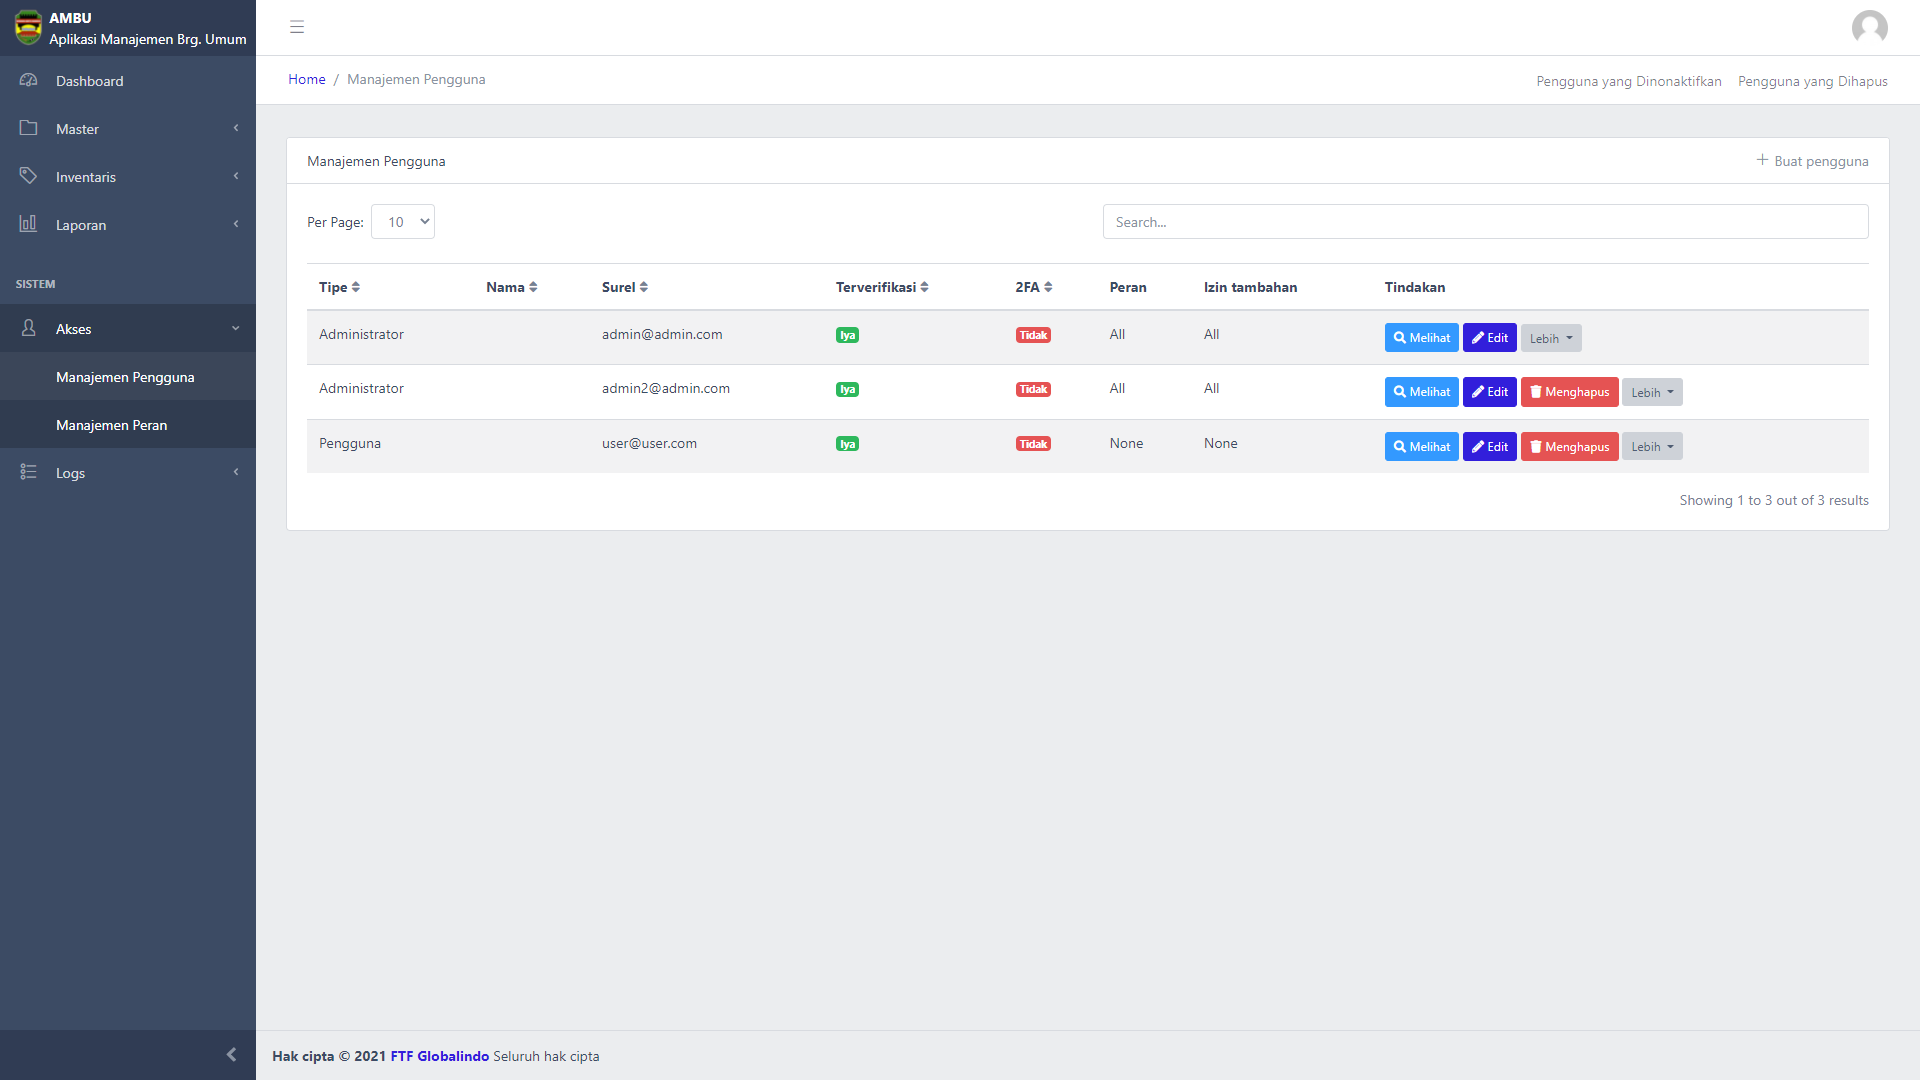 AMBU
Aplikasi Manajemen Brg. Umum
Dashboard
Master
Inventaris
Laporan
SISTEM
Akses
Manajemen Pengguna
Manajemen Peran
Logs
Home / Manajemen Pengguna
Pengguna yang Dinonaktifkan Pengguna yang Dihapus
Manajemen Pengguna
+ Buat pengguna
Per Page: 10
Search...
Tipe Nama Surel Terverifikasi 2FA Peran Izin tambahan Tindakan
Administrator admin@admin.com Iya Tidak All All Melihat Edit Lebih
Administrator admin2@admin.com Iya Tidak All All Melihat Edit Menghapus Lebih
Pengguna user@user.com Iya Tidak None None Melihat Edit Menghapus Lebih
Showing 1 to 3 out of 3 results
Hak cipta © 2021 FTF Globalindo Seluruh hak cipta